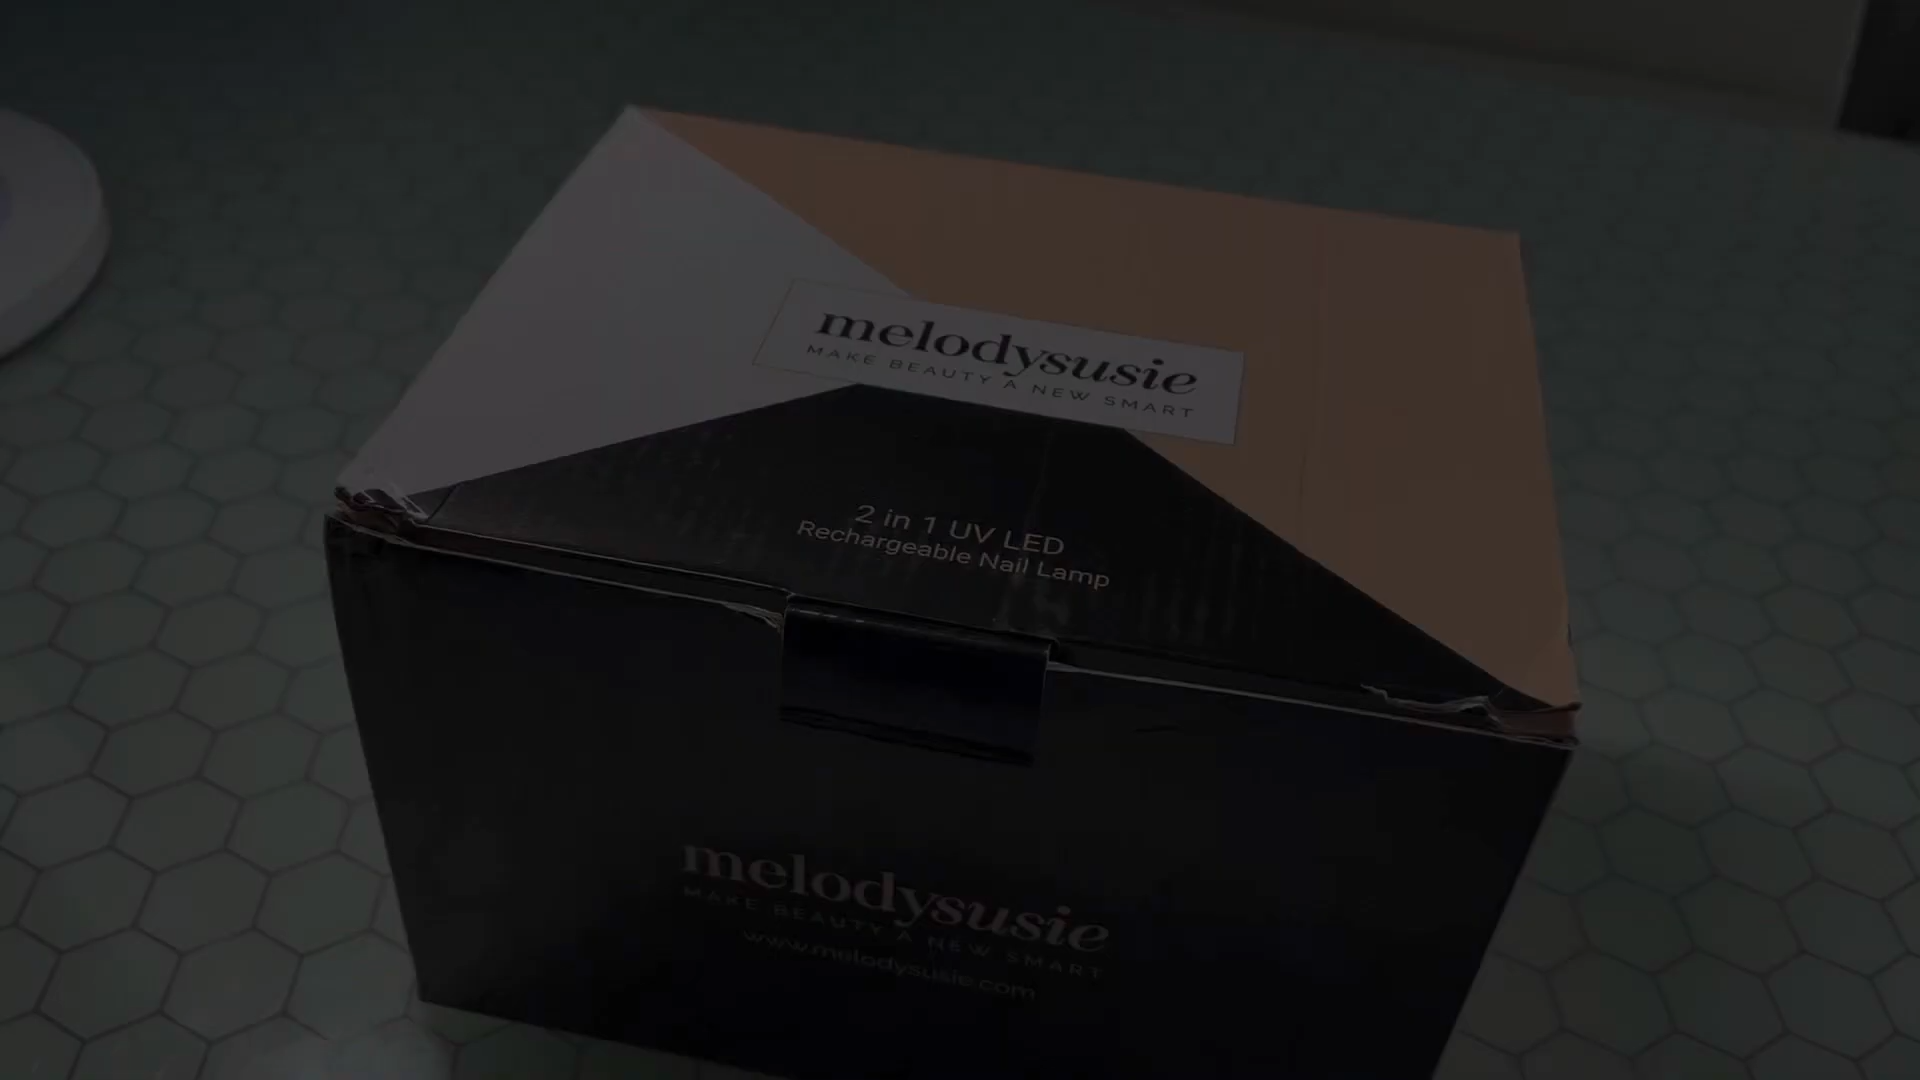 melodysusie
MAKE BEAUTY A NEW SMART
2 in 1 UV LED
Rechargeable Nail Lamp
melodysusie
MAKE BEAUTY A NEW SMART
www.melodysusie.com